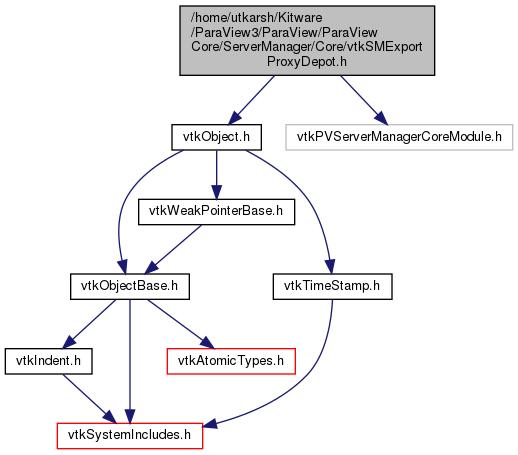 /home/utkarsh/Kitware
/ParaView3/ParaView/ParaView
Core/ServerManager/Core/vtkSMExport
ProxyDepot.h
vtkObject.h
vtkPVServerManagerCoreModule.h
vtkWeakPointerBase.h
vtkObjectBase.h
vtkTimeStamp.h
vtkIndent.h
vtkAtomicTypes.h
vtkSystemIncludes.h